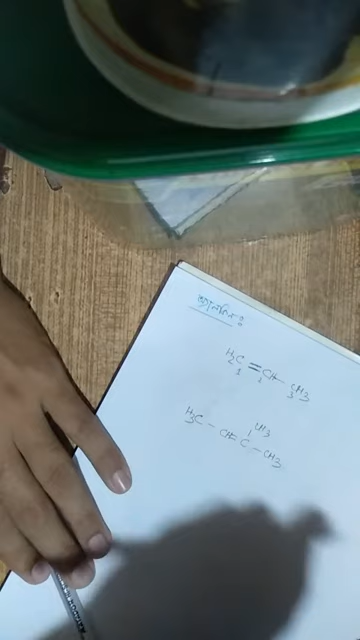 অ্যালকিন:
H₂C = CH - CH₃
1 2 3
CH₃
H₃C - CH = C - CH₃